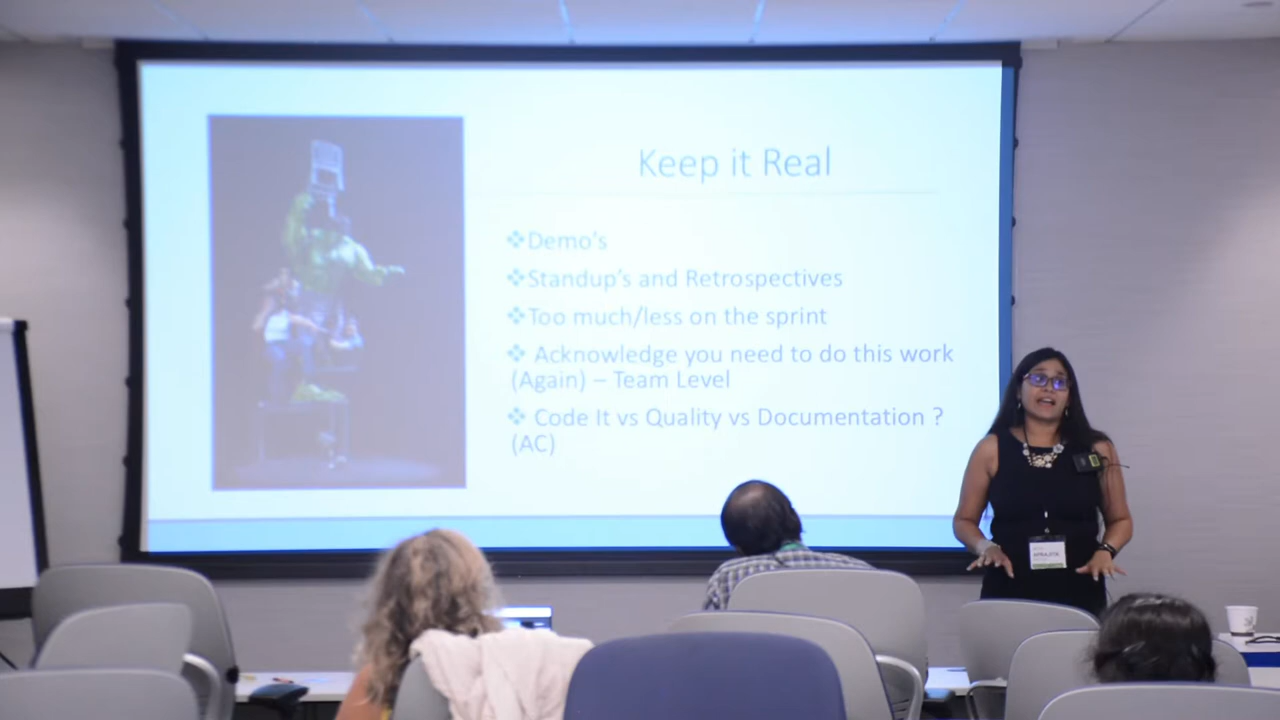 Keep it Real
❖Demo's
❖Standup's and Retrospectives
❖Too much/less on the sprint
❖ Acknowledge you need to do this work
(Again) – Team Level
❖ Code It vs Quality vs Documentation ?
(AC)